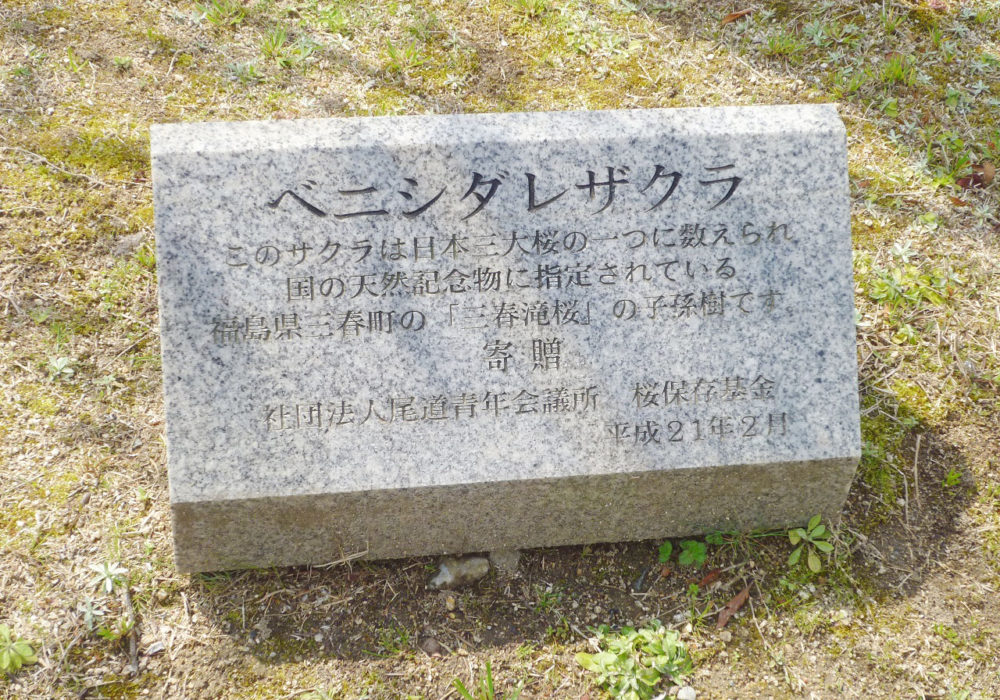 ベニシダレザクラ
このサクラは日本三大桜の一つに数えられ
国の天然記念物に指定されている
福島県三春町の「三春滝桜」の子孫樹です
寄贈
社団法人尾道青年会議所　桜保存基金
平成21年2月